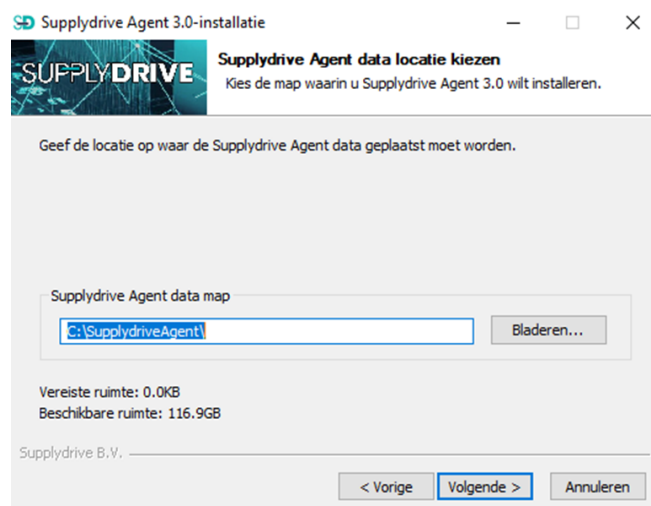 Supplydrive Agent 3.0-installatie
SUPPLYDRIVE
Supplydrive Agent data locatie kiezen
Kies de map waarin u Supplydrive Agent 3.0 wilt installeren.
Geef de locatie op waar de Supplydrive Agent data geplaatst moet worden.
Supplydrive Agent data map
C:\SupplydriveAgent\
Bladeren...
Vereiste ruimte: 0.0KB
Beschikbare ruimte: 116.9GB
Supplydrive B.V.
< Vorige
Volgende >
Annuleren